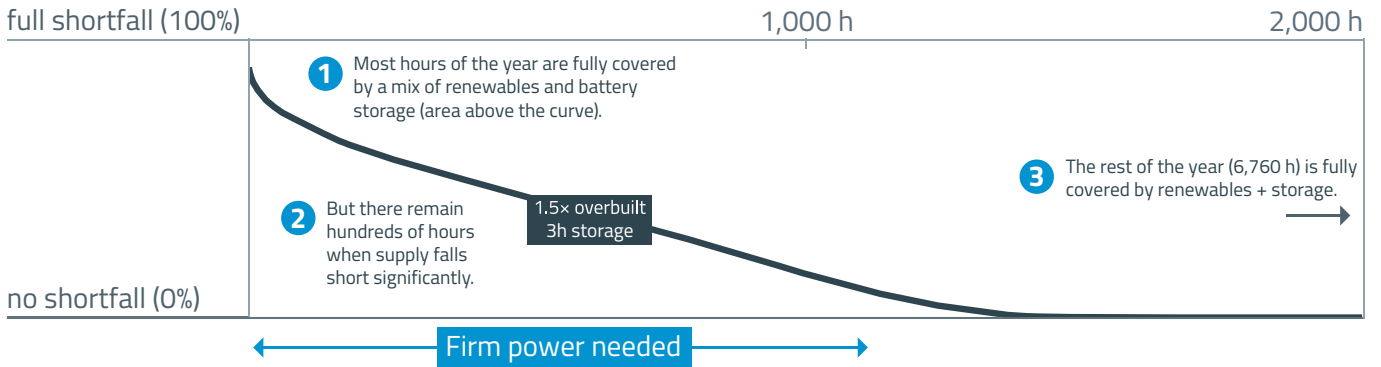 full shortfall (100%)
1,000 h
2,000 h
1
Most hours of the year are fully covered
by a mix of renewables and battery
storage (area above the curve).
3
The rest of the year (6,760 h) is fully
covered by renewables + storage.
2
But there remain
hundreds of hours
when supply falls
short significantly.
1.5× overbuilt
3h storage
no shortfall (0%)
Firm power needed